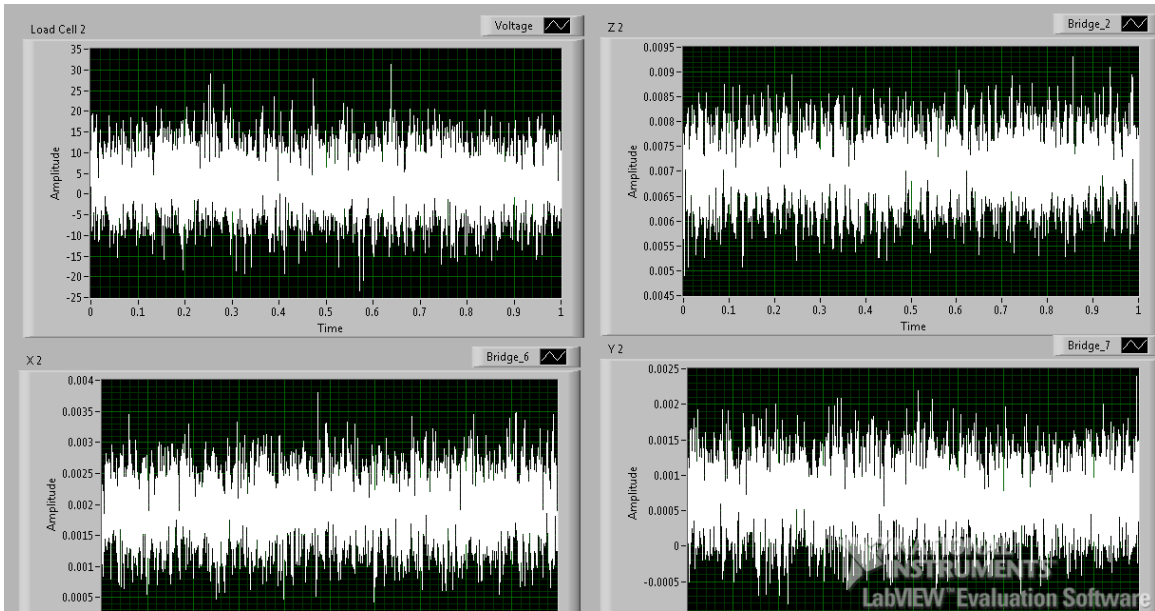 Load Cell 2
Voltage
Amplitude
35
30
25
20
15
10
5
0
-5
-10
-15
-20
-25
0 0.1 0.2 0.3 0.4 0.5 0.6 0.7 0.8 0.9 1
Time
Z 2
Bridge_2
Amplitude
0.0095
0.009
0.0085
0.008
0.0075
0.007
0.0065
0.006
0.0055
0.005
0.0045
0 0.1 0.2 0.3 0.4 0.5 0.6 0.7 0.8 0.9 1
Time
X 2
Bridge_6
Amplitude
0.004
0.0035
0.003
0.0025
0.002
0.0015
0.001
0.0005
Y 2
Bridge_7
Amplitude
0.0025
0.002
0.0015
0.001
0.0005
0
-0.0005
NATIONAL
INSTRUMENTS
LabVIEW™ Evaluation Software